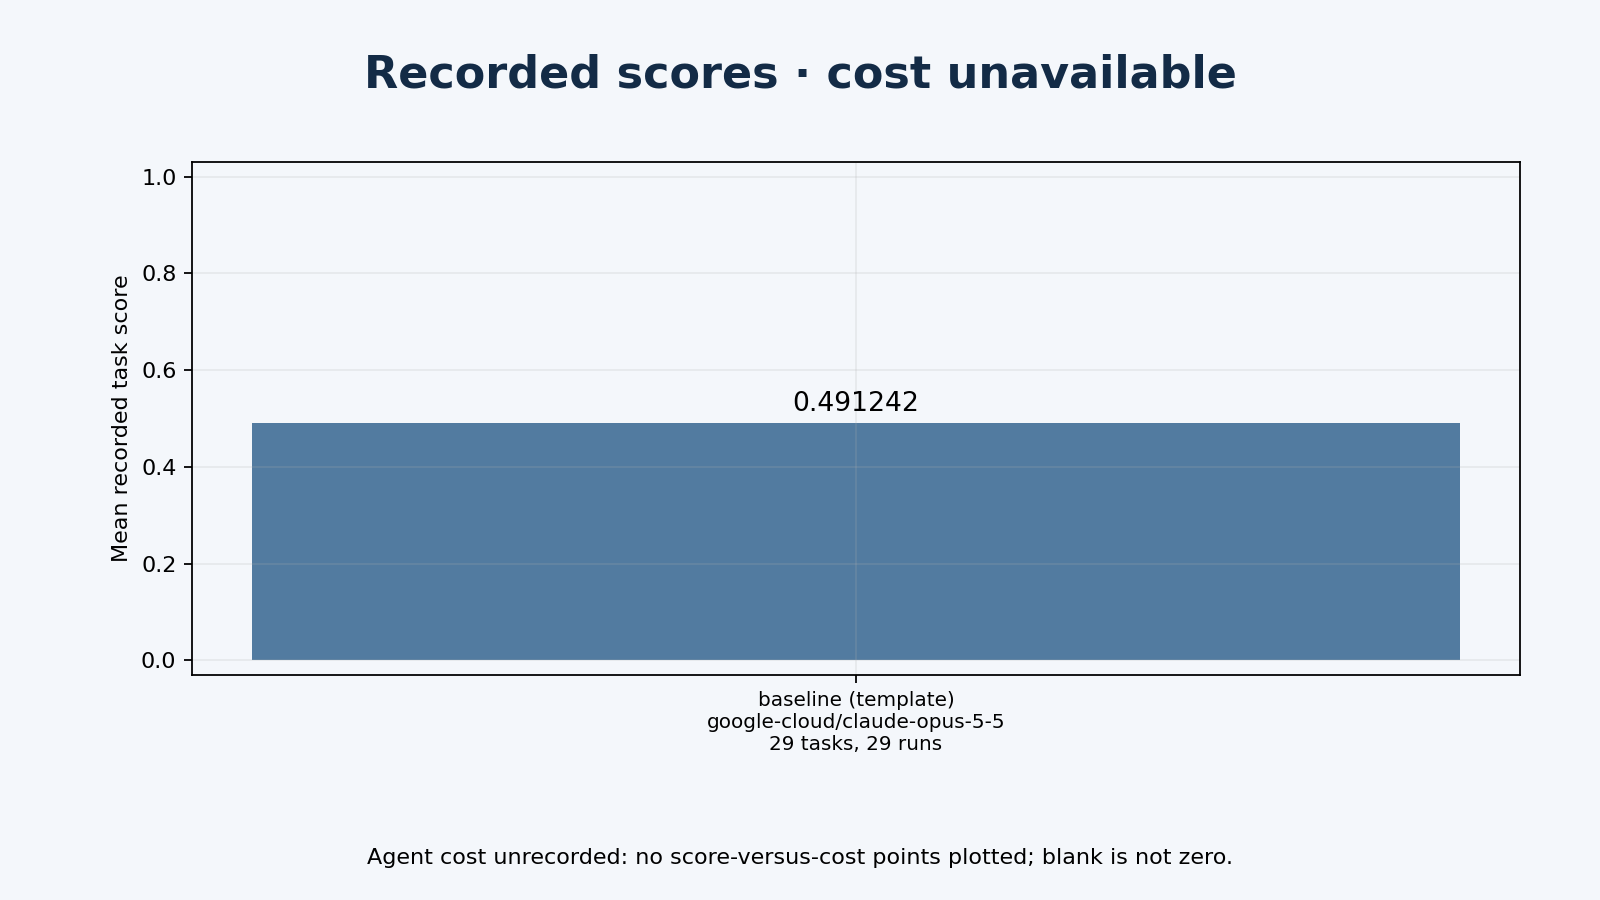 Recorded scores · cost unavailable
Mean recorded task score
1.0
0.8
0.6
0.4
0.2
0.0
0.491242
baseline (template)
google-cloud/claude-opus-5-5
29 tasks, 29 runs
Agent cost unrecorded: no score-versus-cost points plotted; blank is not zero.